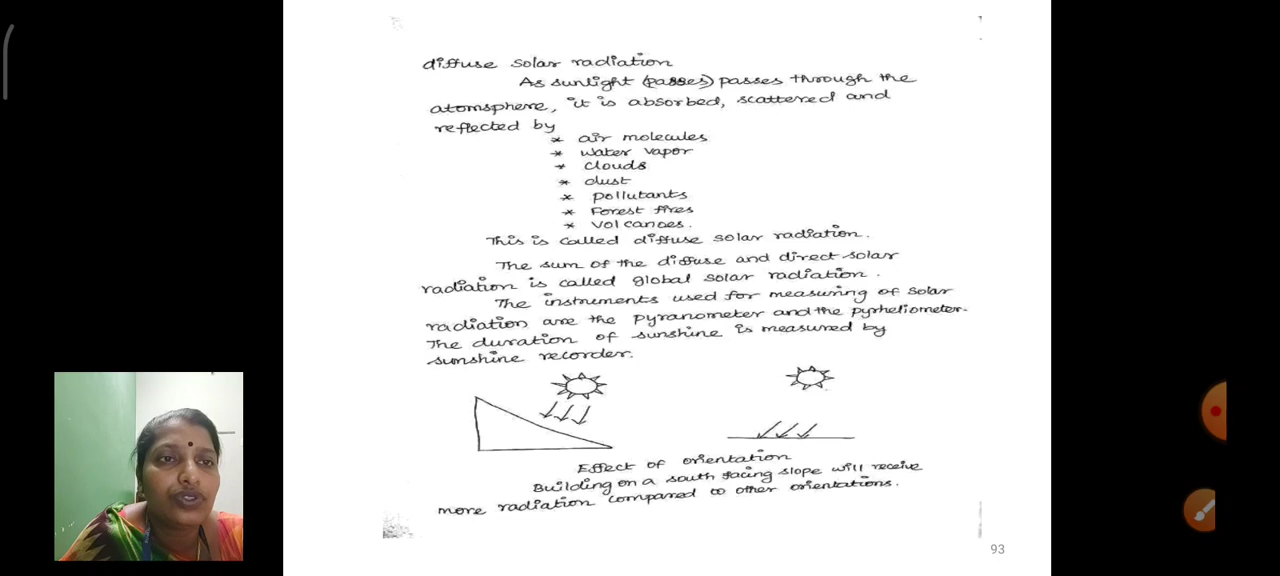 diffuse solar radiation
As sunlight (passes) passes through the
atomsphere, it is absorbed, scattered and
reflected by
* air molecules
* water vapor
* clouds
* dust
* pollutants
* Forest fires
* volcanoes.
This is called diffuse solar radiation.
The sum of the diffuse and direct solar
radiation is called global solar radiation.
The instruments used for measuring of solar
radiation are the pyranometer and the pyrheliometer.
The duration of sunshine is measured by
sunshine recorder.
Effect of orientation
Building on a south facing slope will receive
more radiation compared to other orientations.
93